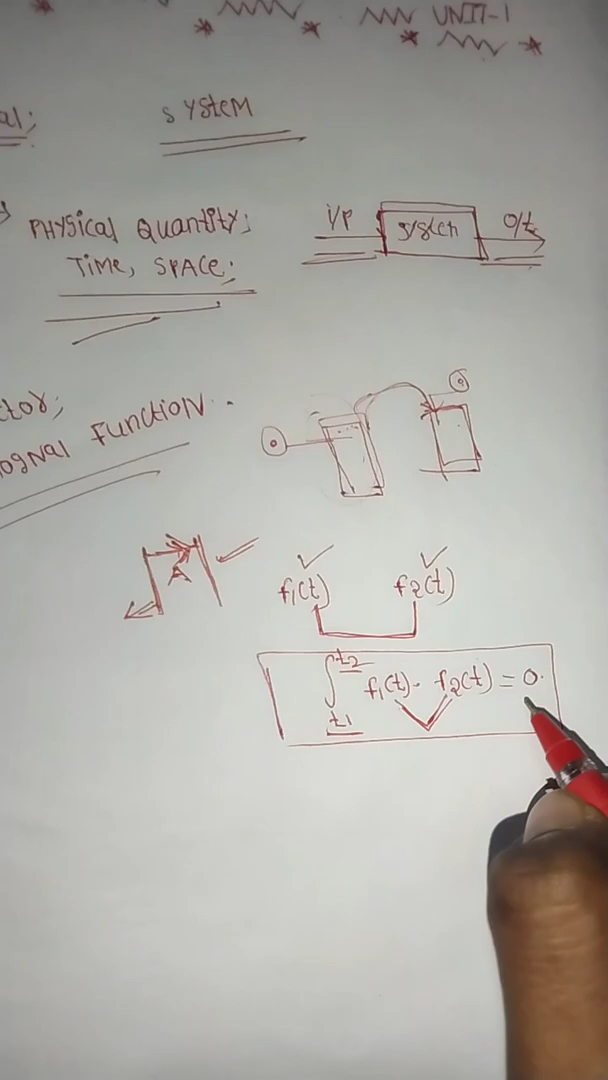 UNIT-1
SYSTEM
PHYSICAL QUANTITY;
TIME, SPACE;
I/P system O/t
FUNCTION.
A
f₁(t) f₂(t)
∫ t₁ t₂ f₁(t). f₂(t) = 0.